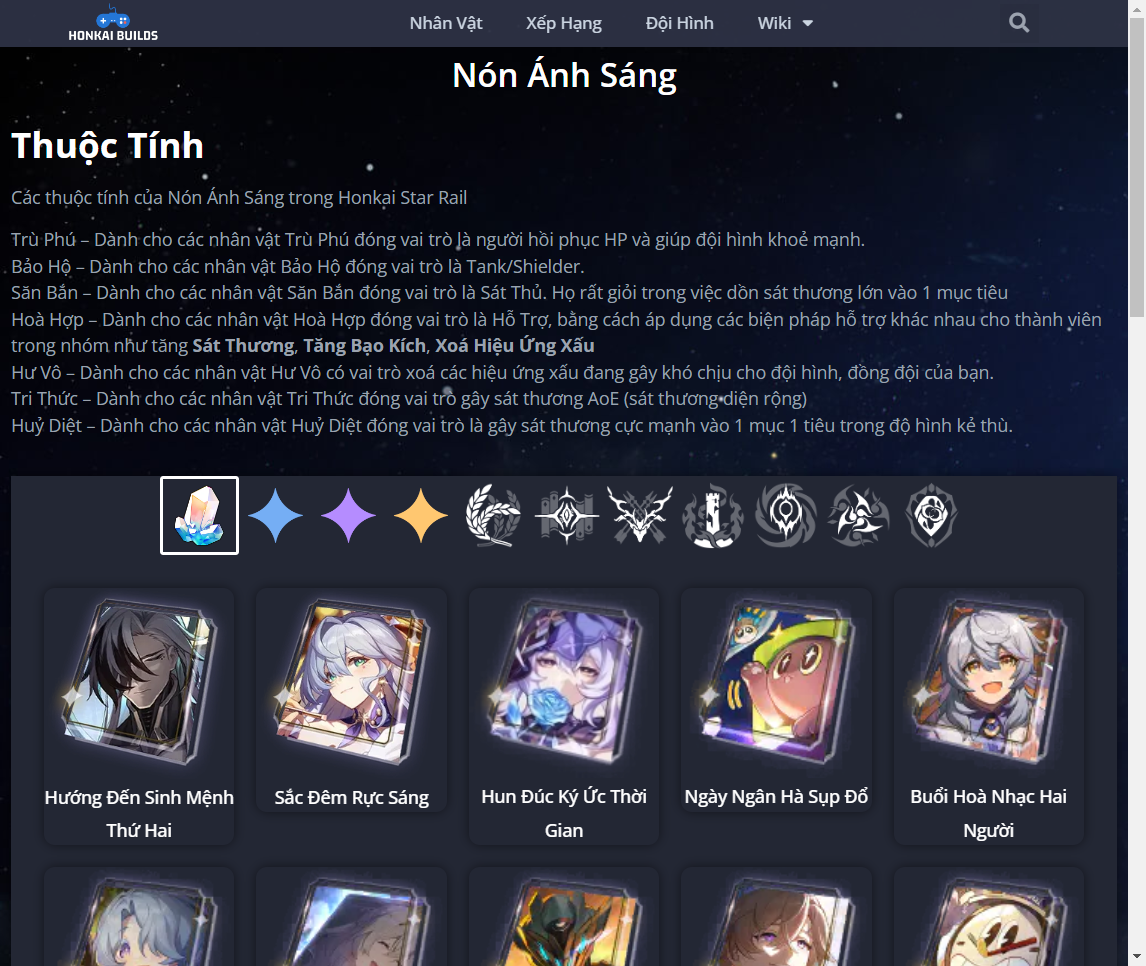 HONKAI BUILDS
Nhân Vật
Xếp Hạng
Đội Hình
Wiki
Nón Ánh Sáng
Thuộc Tính
Các thuộc tính của Nón Ánh Sáng trong Honkai Star Rail
Trù Phú – Dành cho các nhân vật Trù Phú đóng vai trò là người hồi phục HP và giúp đội hình khoẻ mạnh.
Bảo Hộ – Dành cho các nhân vật Bảo Hộ đóng vai trò là Tank/Shielder.
Săn Bắn – Dành cho các nhân vật Săn Bắn đóng vai trò là Sát Thủ. Họ rất giỏi trong việc dồn sát thương lớn vào 1 mục tiêu
Hoà Hợp – Dành cho các nhân vật Hoà Hợp đóng vai trò là Hỗ Trợ, bằng cách áp dụng các biện pháp hỗ trợ khác nhau cho thành viên
trong nhóm như tăng Sát Thương, Tăng Bạo Kích, Xoá Hiệu Ứng Xấu
Hư Vô – Dành cho các nhân vật Hư Vô có vai trò xoá các hiệu ứng xấu đang gây khó chịu cho đội hình, đồng đội của bạn.
Tri Thức – Dành cho các nhân vật Tri Thức đóng vai trò gây sát thương AoE (sát thương diện rộng)
Huỷ Diệt – Dành cho các nhân vật Huỷ Diệt đóng vai trò là gây sát thương cực mạnh vào 1 mục 1 tiêu trong độ hình kẻ thù.
Hướng Đến Sinh Mệnh
Thứ Hai
Sắc Đêm Rực Sáng
Hun Đúc Ký Ức Thời
Gian
Ngày Ngân Hà Sụp Đổ
Buổi Hoà Nhạc Hai
Người